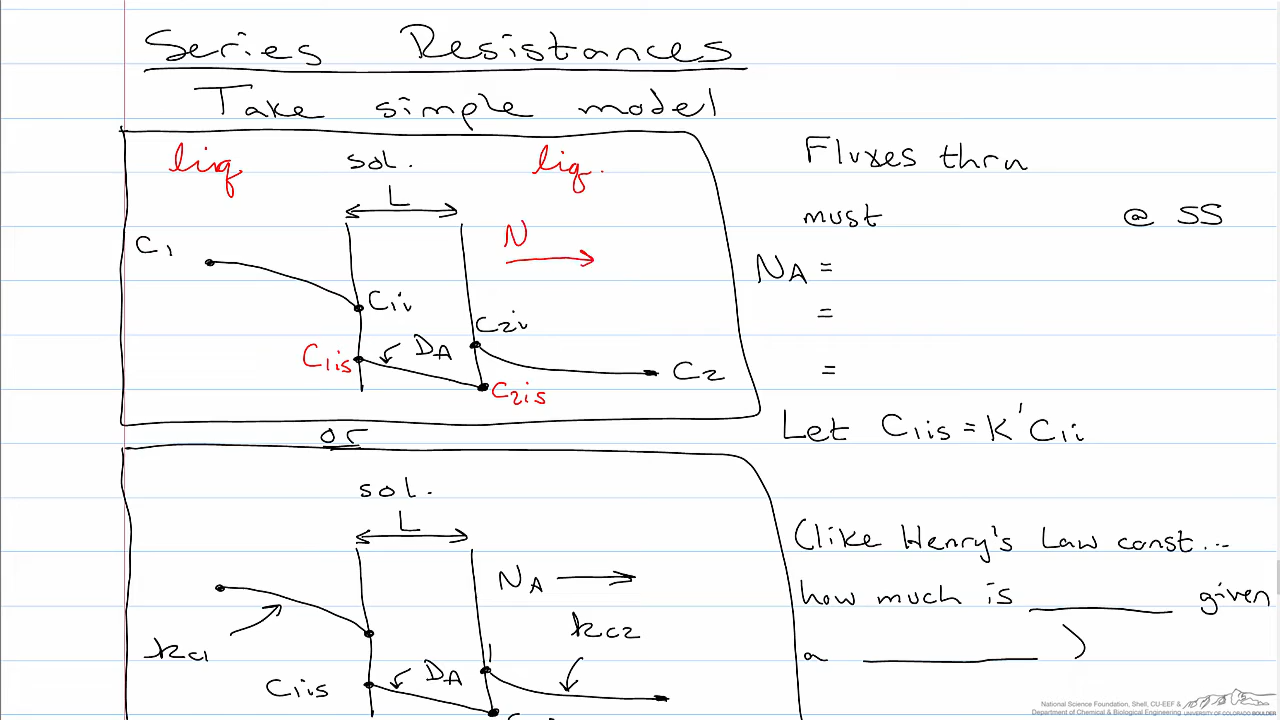 Series Resistances
Take simple model
liq sol. liq.
L
N
C1
C1i
C2i
C1is DA
C2
C2is
or
sol.
L
NA
kc1
kc2
C1is DA
Fluxes thru
must @ SS
NA =
=
=
Let C1is = K'C1i
(like Henry's Law const...
how much is ________ given
a __________ )
National Science Foundation, Shell, CU-EEF &
Department of Chemical & Biological Engineering UNIVERSITY OF COLORADO BOULDER